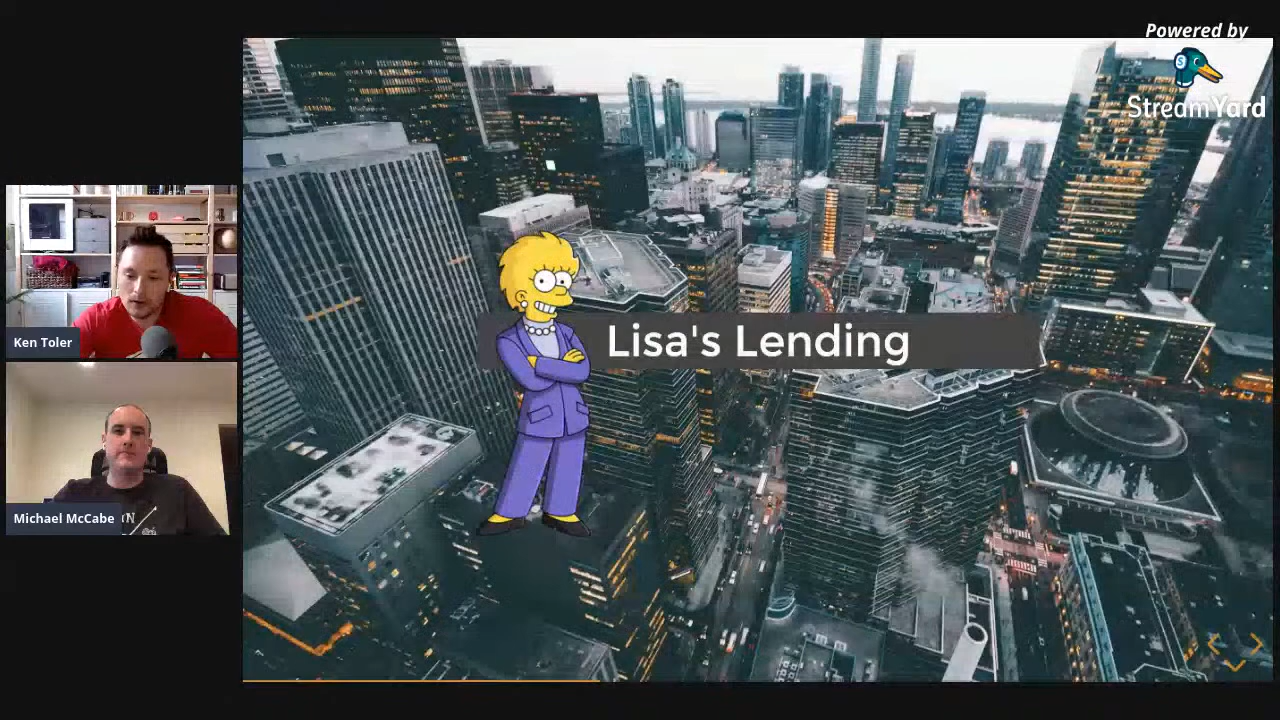 Powered by
StreamYard
Lisa's Lending
Ken Toler
Michael McCabe